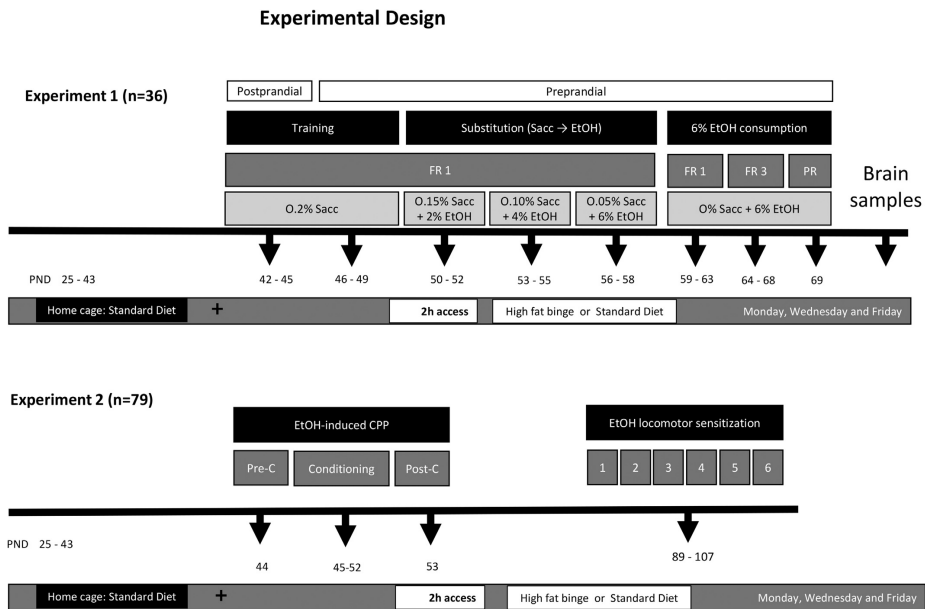 Experimental Design
Experiment 1 (n=36)
Postprandial
Preprandial
Training
Substitution (Sacc → EtOH)
6% EtOH consumption
FR 1
FR 1
FR 3
PR
Brain
samples
O.2% Sacc
O.15% Sacc
+ 2% EtOH
O.10% Sacc
+ 4% EtOH
O.05% Sacc
+ 6% EtOH
O% Sacc + 6% EtOH
PND 25 - 43
42 - 45
46 - 49
50 - 52
53 - 55
56 - 58
59 - 63
64 - 68
69
Home cage: Standard Diet
+
2h access
High fat binge or Standard Diet
Monday, Wednesday and Friday
Experiment 2 (n=79)
EtOH-induced CPP
EtOH locomotor sensitization
Pre-C
Conditioning
Post-C
1
2
3
4
5
6
PND 25 - 43
44
45-52
53
89 - 107
Home cage: Standard Diet
+
2h access
High fat binge or Standard Diet
Monday, Wednesday and Friday